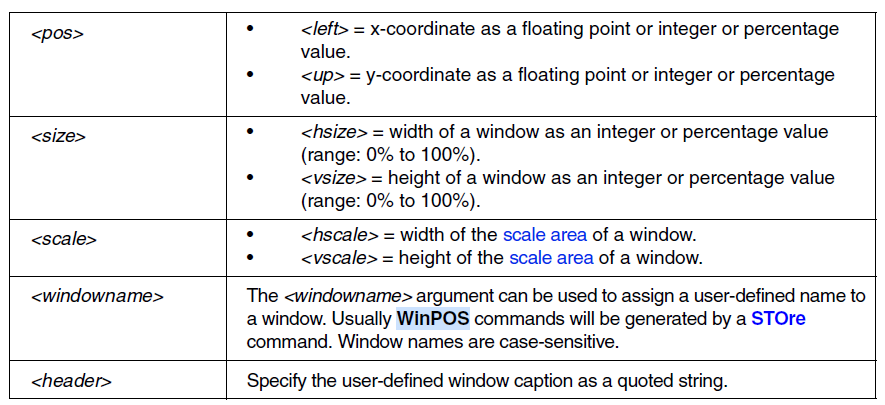 <pos>
• <left> = x-coordinate as a floating point or integer or percentage
value.
• <up> = y-coordinate as a floating point or integer or percentage
value.
<size>
• <hsize> = width of a window as an integer or percentage value
(range: 0% to 100%).
• <vsize> = height of a window as an integer or percentage value
(range: 0% to 100%).
<scale>
• <hscale> = width of the scale area of a window.
• <vscale> = height of the scale area of a window.
<windowname>
The <windowname> argument can be used to assign a user-defined name to
a window. Usually WinPOS commands will be generated by a STOre
command. Window names are case-sensitive.
<header>
Specify the user-defined window caption as a quoted string.